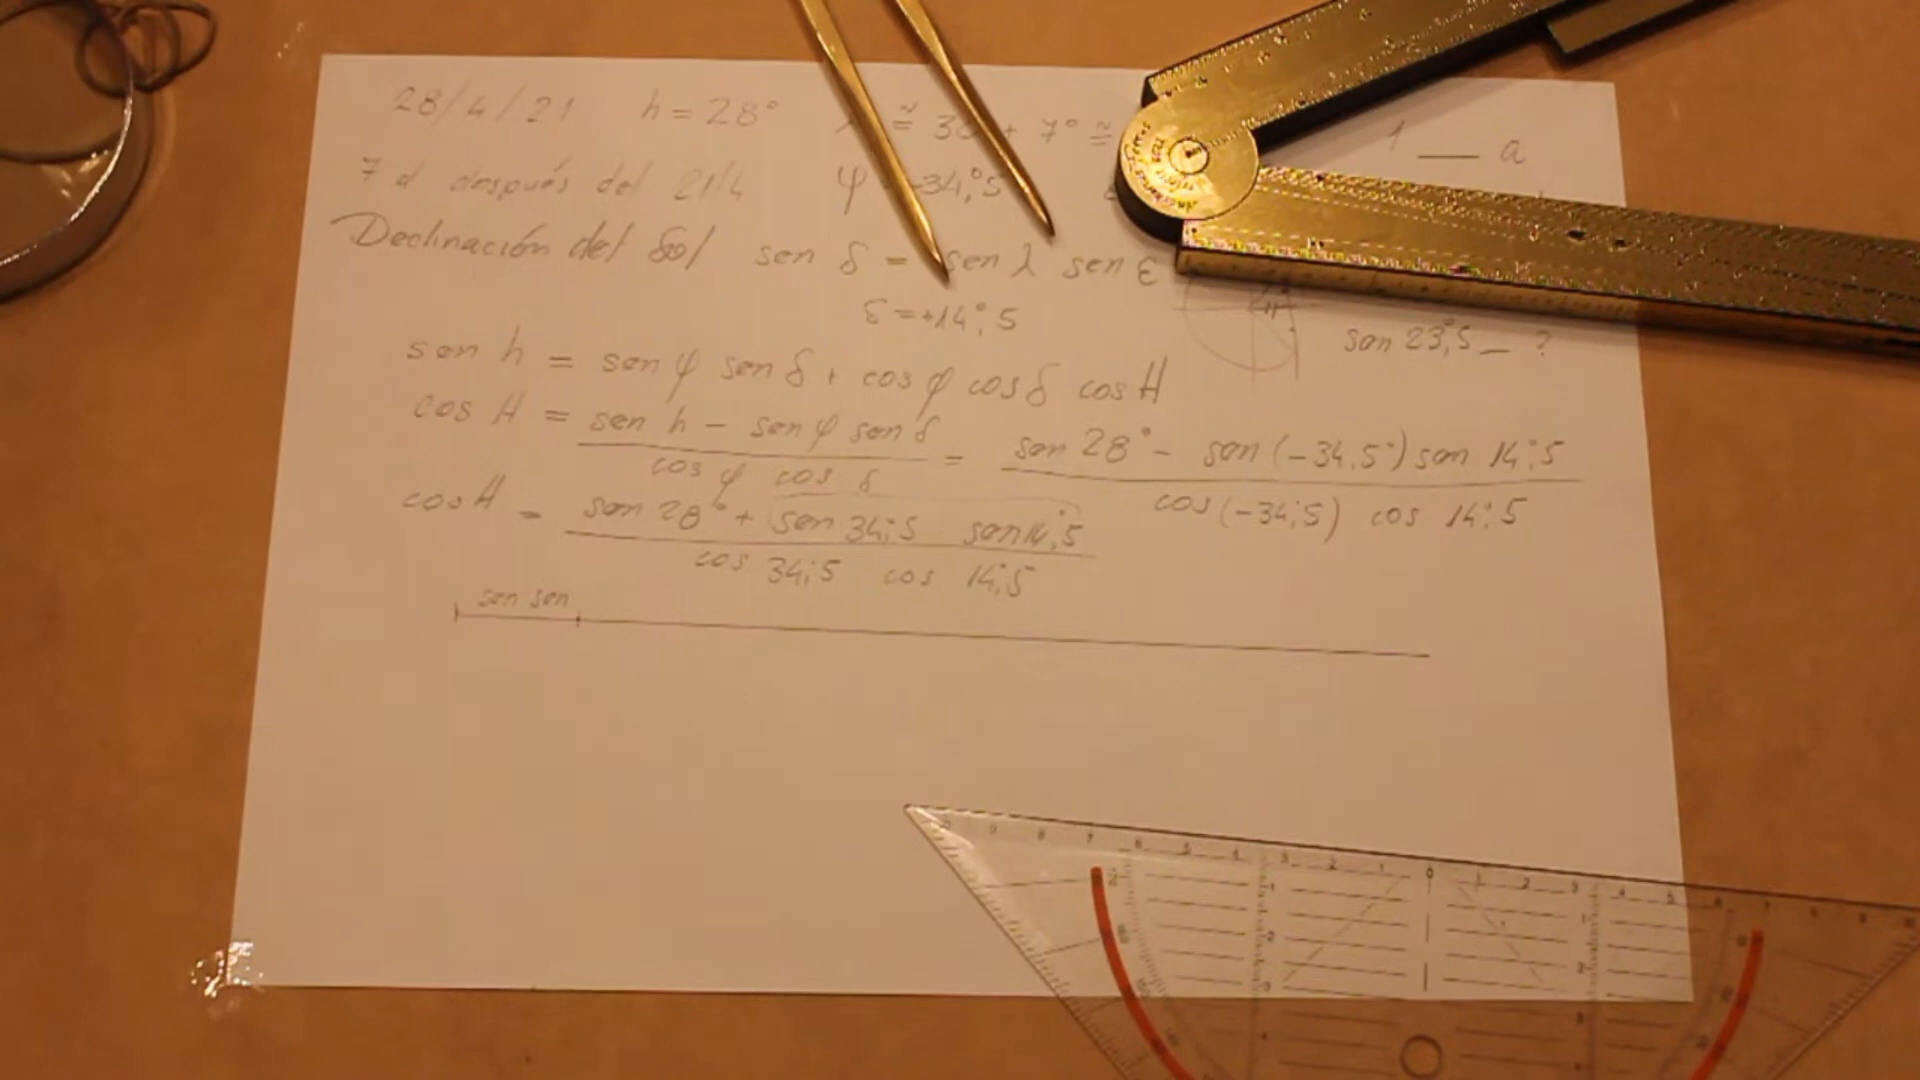 28/4/21 h = 28° ≅ 30 + 7° ≅
7 d después del 21/4 φ -34,°5
1 __ a
Declinación del Sol sen δ = sen λ sen ε
δ = +14,°5
sen 23,°5 _ ?
sen h = sen φ sen δ + cos φ cos δ cos H
cos H = sen h - sen φ sen δ / cos φ cos δ = sen 28° - sen (-34,5°) sen 14,°5 / cos (-34,°5) cos 14,°5
cos H = sen 28° + sen 34,°5 sen 14,°5 / cos 34,°5 cos 14,°5
sen sen